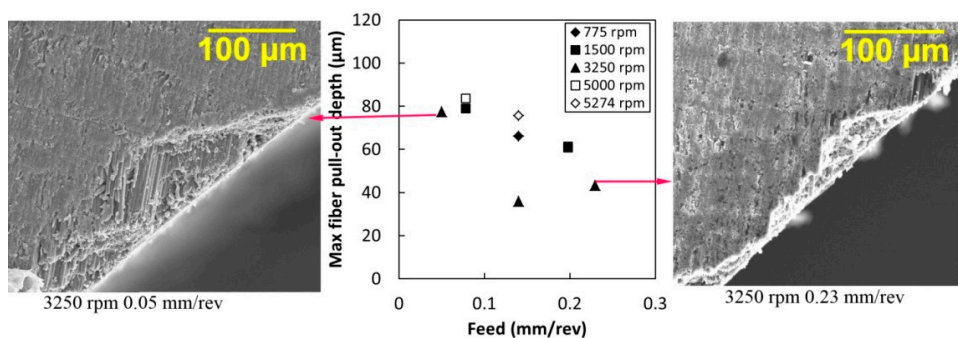 100 µm
3250 rpm 0.05 mm/rev
Max fiber pull-out depth (µm)
120
100
80
60
40
20
0
0 0.1 0.2 0.3
Feed (mm/rev)
775 rpm
1500 rpm
3250 rpm
5000 rpm
5274 rpm
100 µm
3250 rpm 0.23 mm/rev